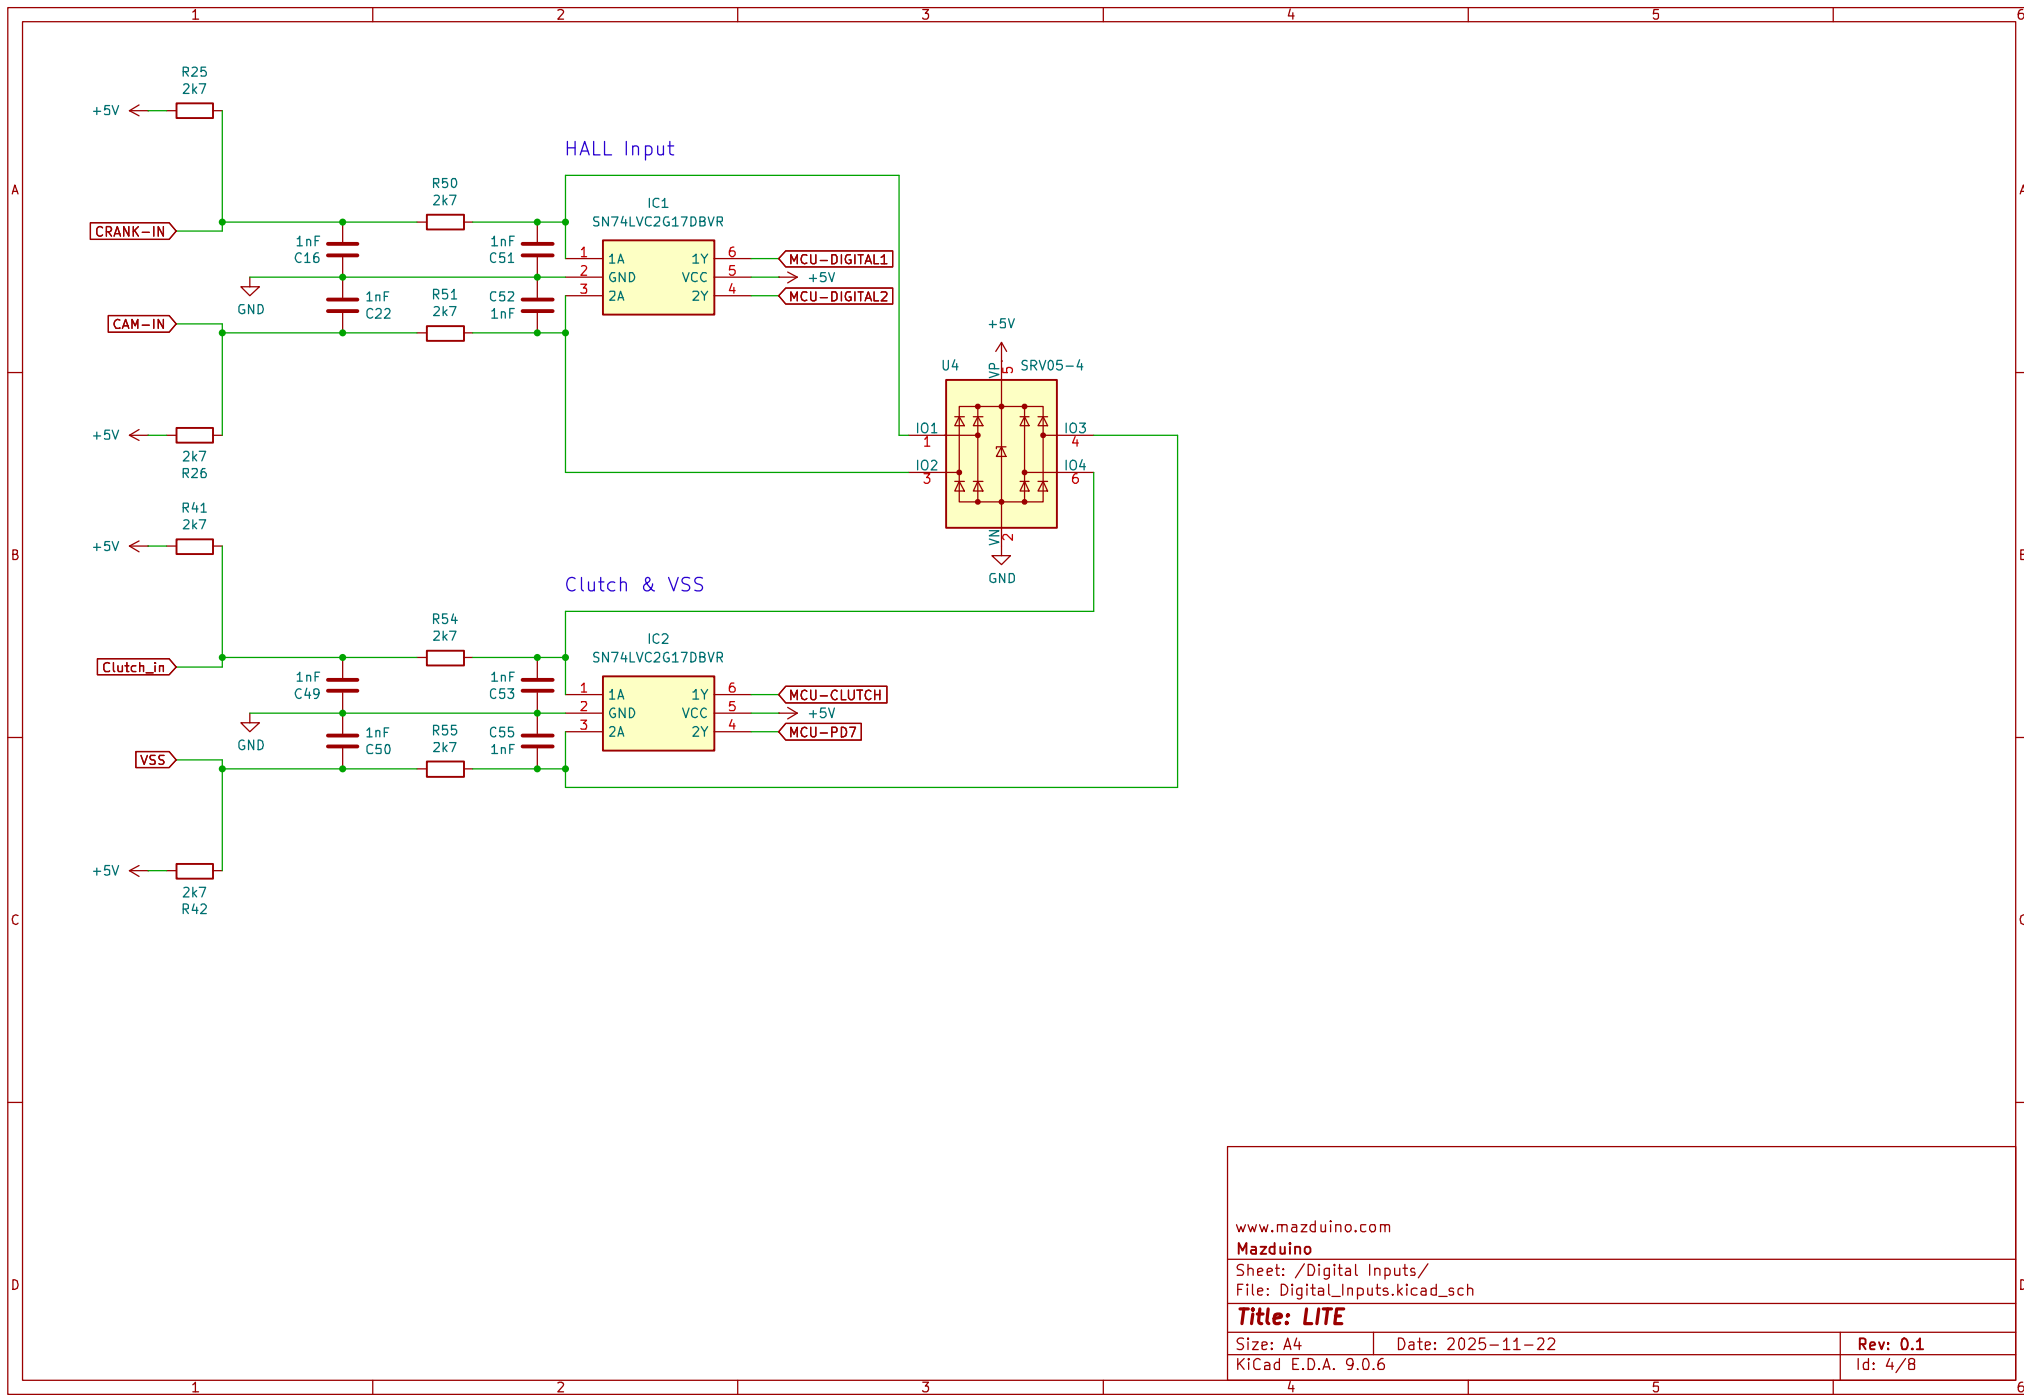 1 2 3 4 5 6
R25
2k7
+5V
HALL Input
A
A
R50
2k7
IC1
SN74LVC2G17DBVR
CRANK-IN
1nF
C16
1nF
C51
1 1A 1Y 6 MCU-DIGITAL1
2 GND VCC 5 +5V
3 2A 2Y 4 MCU-DIGITAL2
GND
1nF
C22
R51
2k7
C52
1nF
CAM-IN
+5V
U4 SRV05-4
VP 5
IO1 1
IO3 4
IO2 3
IO4 6
VN 2
GND
+5V
2k7
R26
R41
2k7
+5V
B
B
Clutch & VSS
R54
2k7
IC2
SN74LVC2G17DBVR
Clutch_in
1nF
C49
1nF
C53
1 1A 1Y 6 MCU-CLUTCH
2 GND VCC 5 +5V
3 2A 2Y 4 MCU-PD7
GND
1nF
C50
R55
2k7
C55
1nF
VSS
+5V
2k7
R42
C
C
www.mazduino.com
Mazduino
Sheet: /Digital Inputs/
File: Digital_Inputs.kicad_sch
D
D
Title: LITE
Size: A4 Date: 2025-11-22 Rev: 0.1
KiCad E.D.A. 9.0.6 Id: 4/8
1 2 3 4 5 6